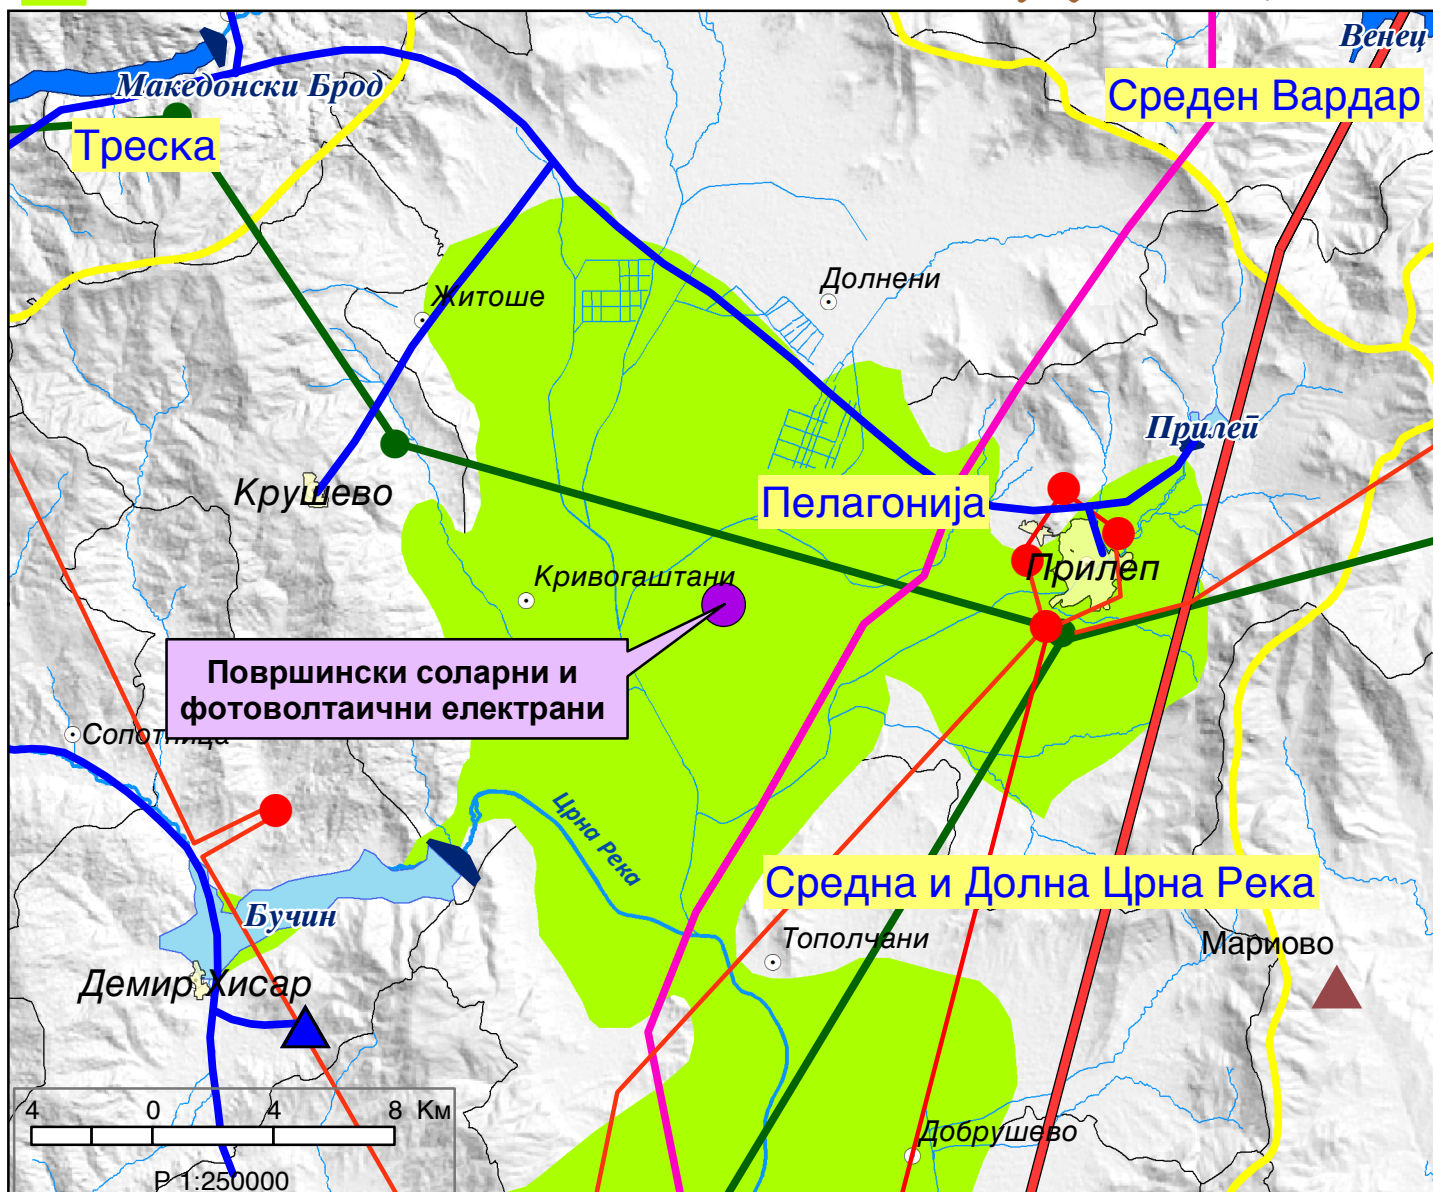 Венец
Македонски Брод
Среден Вардар
Треска
Долнени
Житоше
Прилеп
Крушево
Пелагонија
Прилеп
Кривогаштани
Површински соларни и
фотоволтаични електрани
Сопотница
Црна Река
Средна и Долна Црна Река
Бучин
Тополчани
Мариово
Демир Хисар
4 0 4 8 Км
Добрушево
Р 1:250000